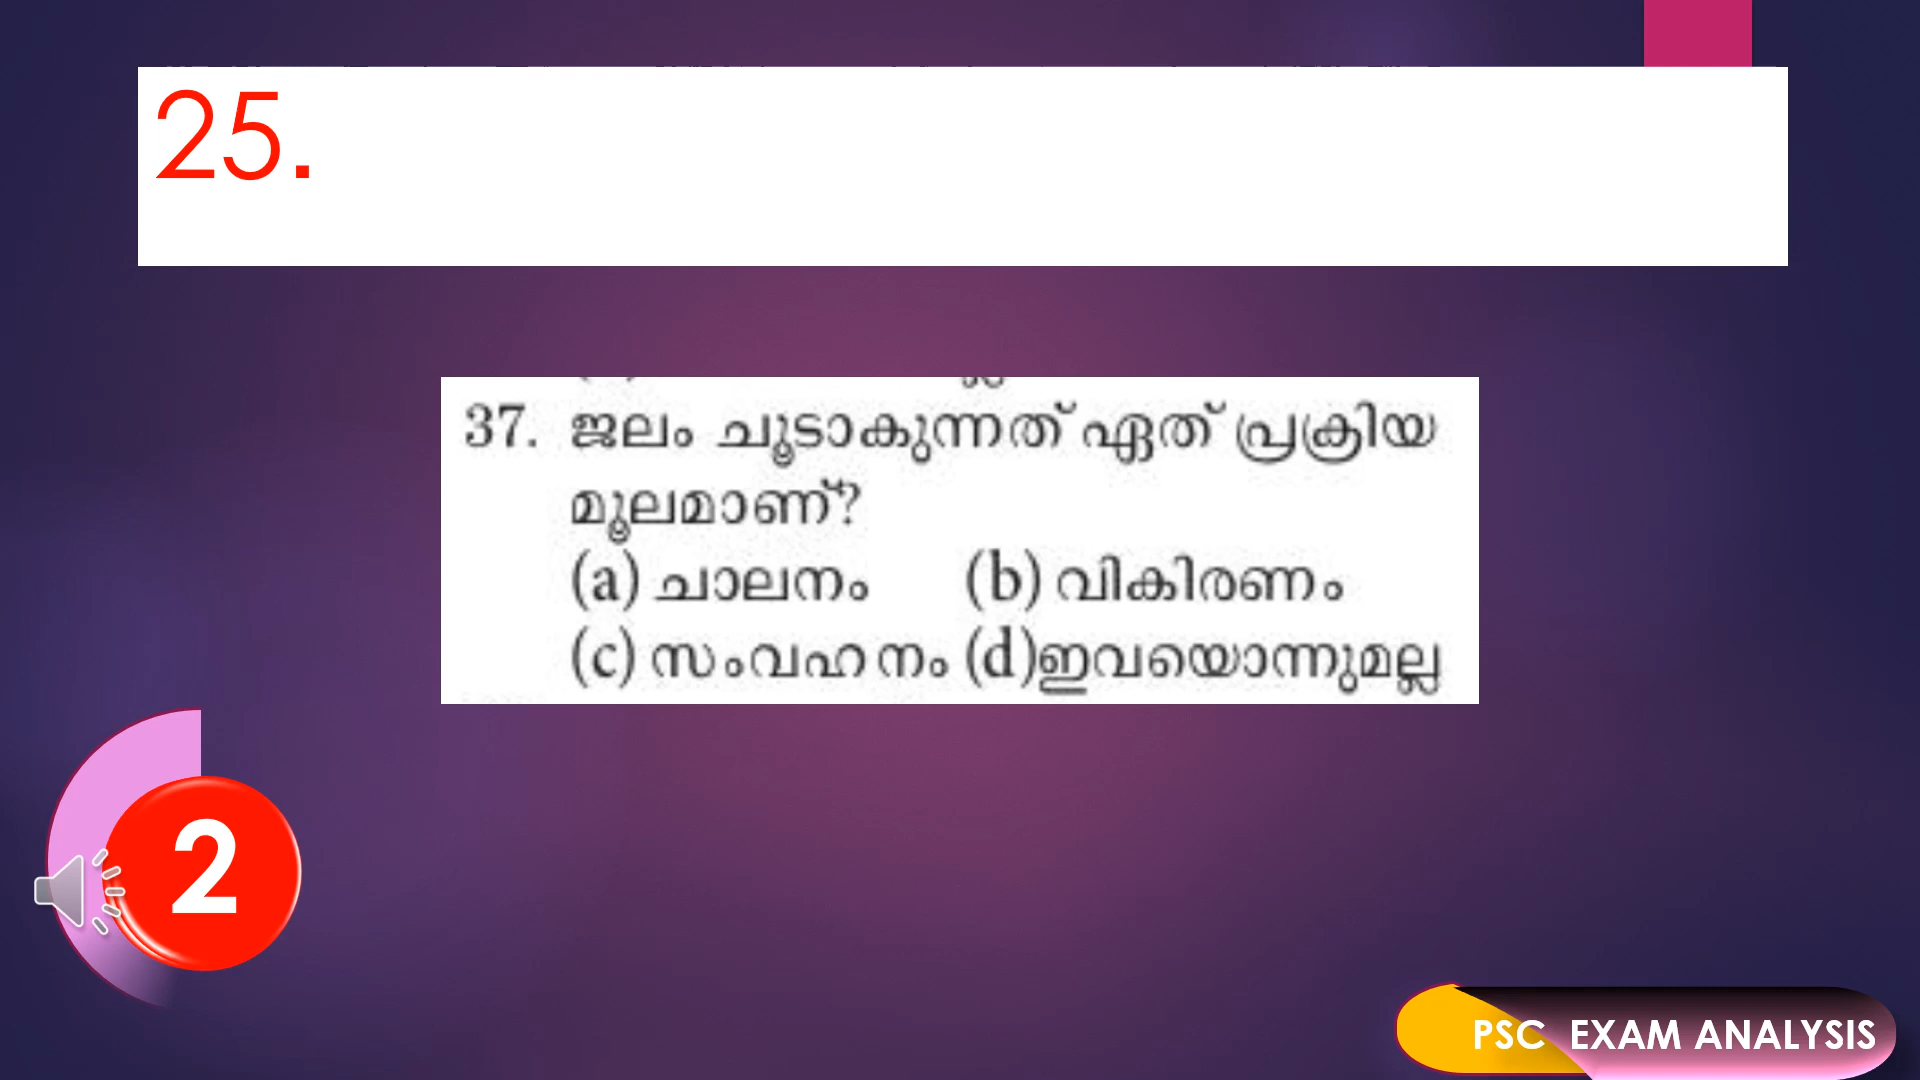 25.
37. ജലം ചൂടാകുന്നത് ഏത് പ്രക്രിയ
മൂലമാണ്?
(a) ചാലനം (b) വികിരണം
(c) സംവഹനം (d) ഇവയൊന്നുമല്ല
2
PSC EXAM ANALYSIS